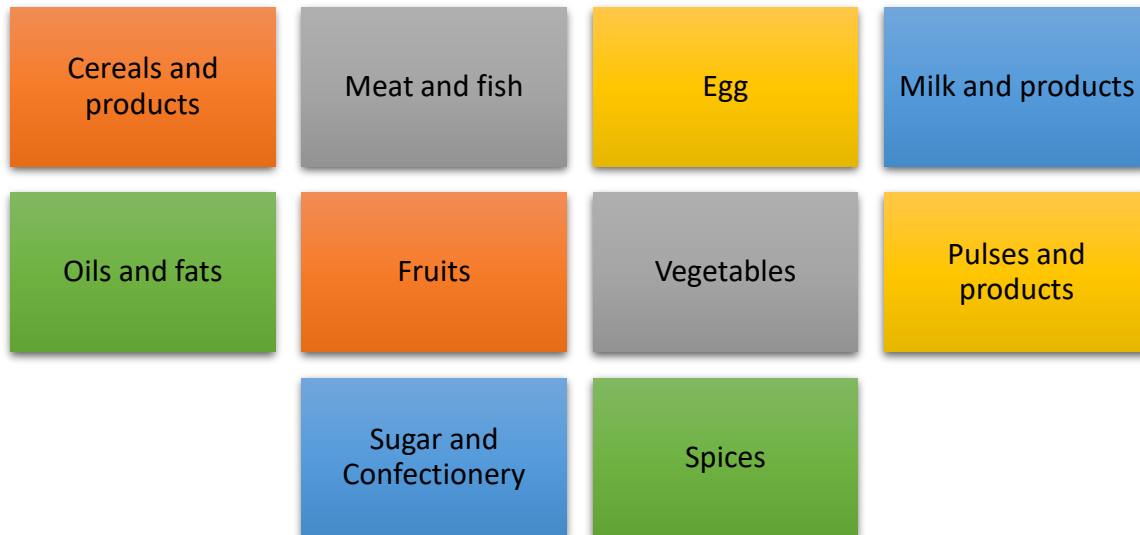 Cereals and
products
Meat and fish
Egg
Milk and products
Oils and fats
Fruits
Vegetables
Pulses and
products
Sugar and
Confectionery
Spices